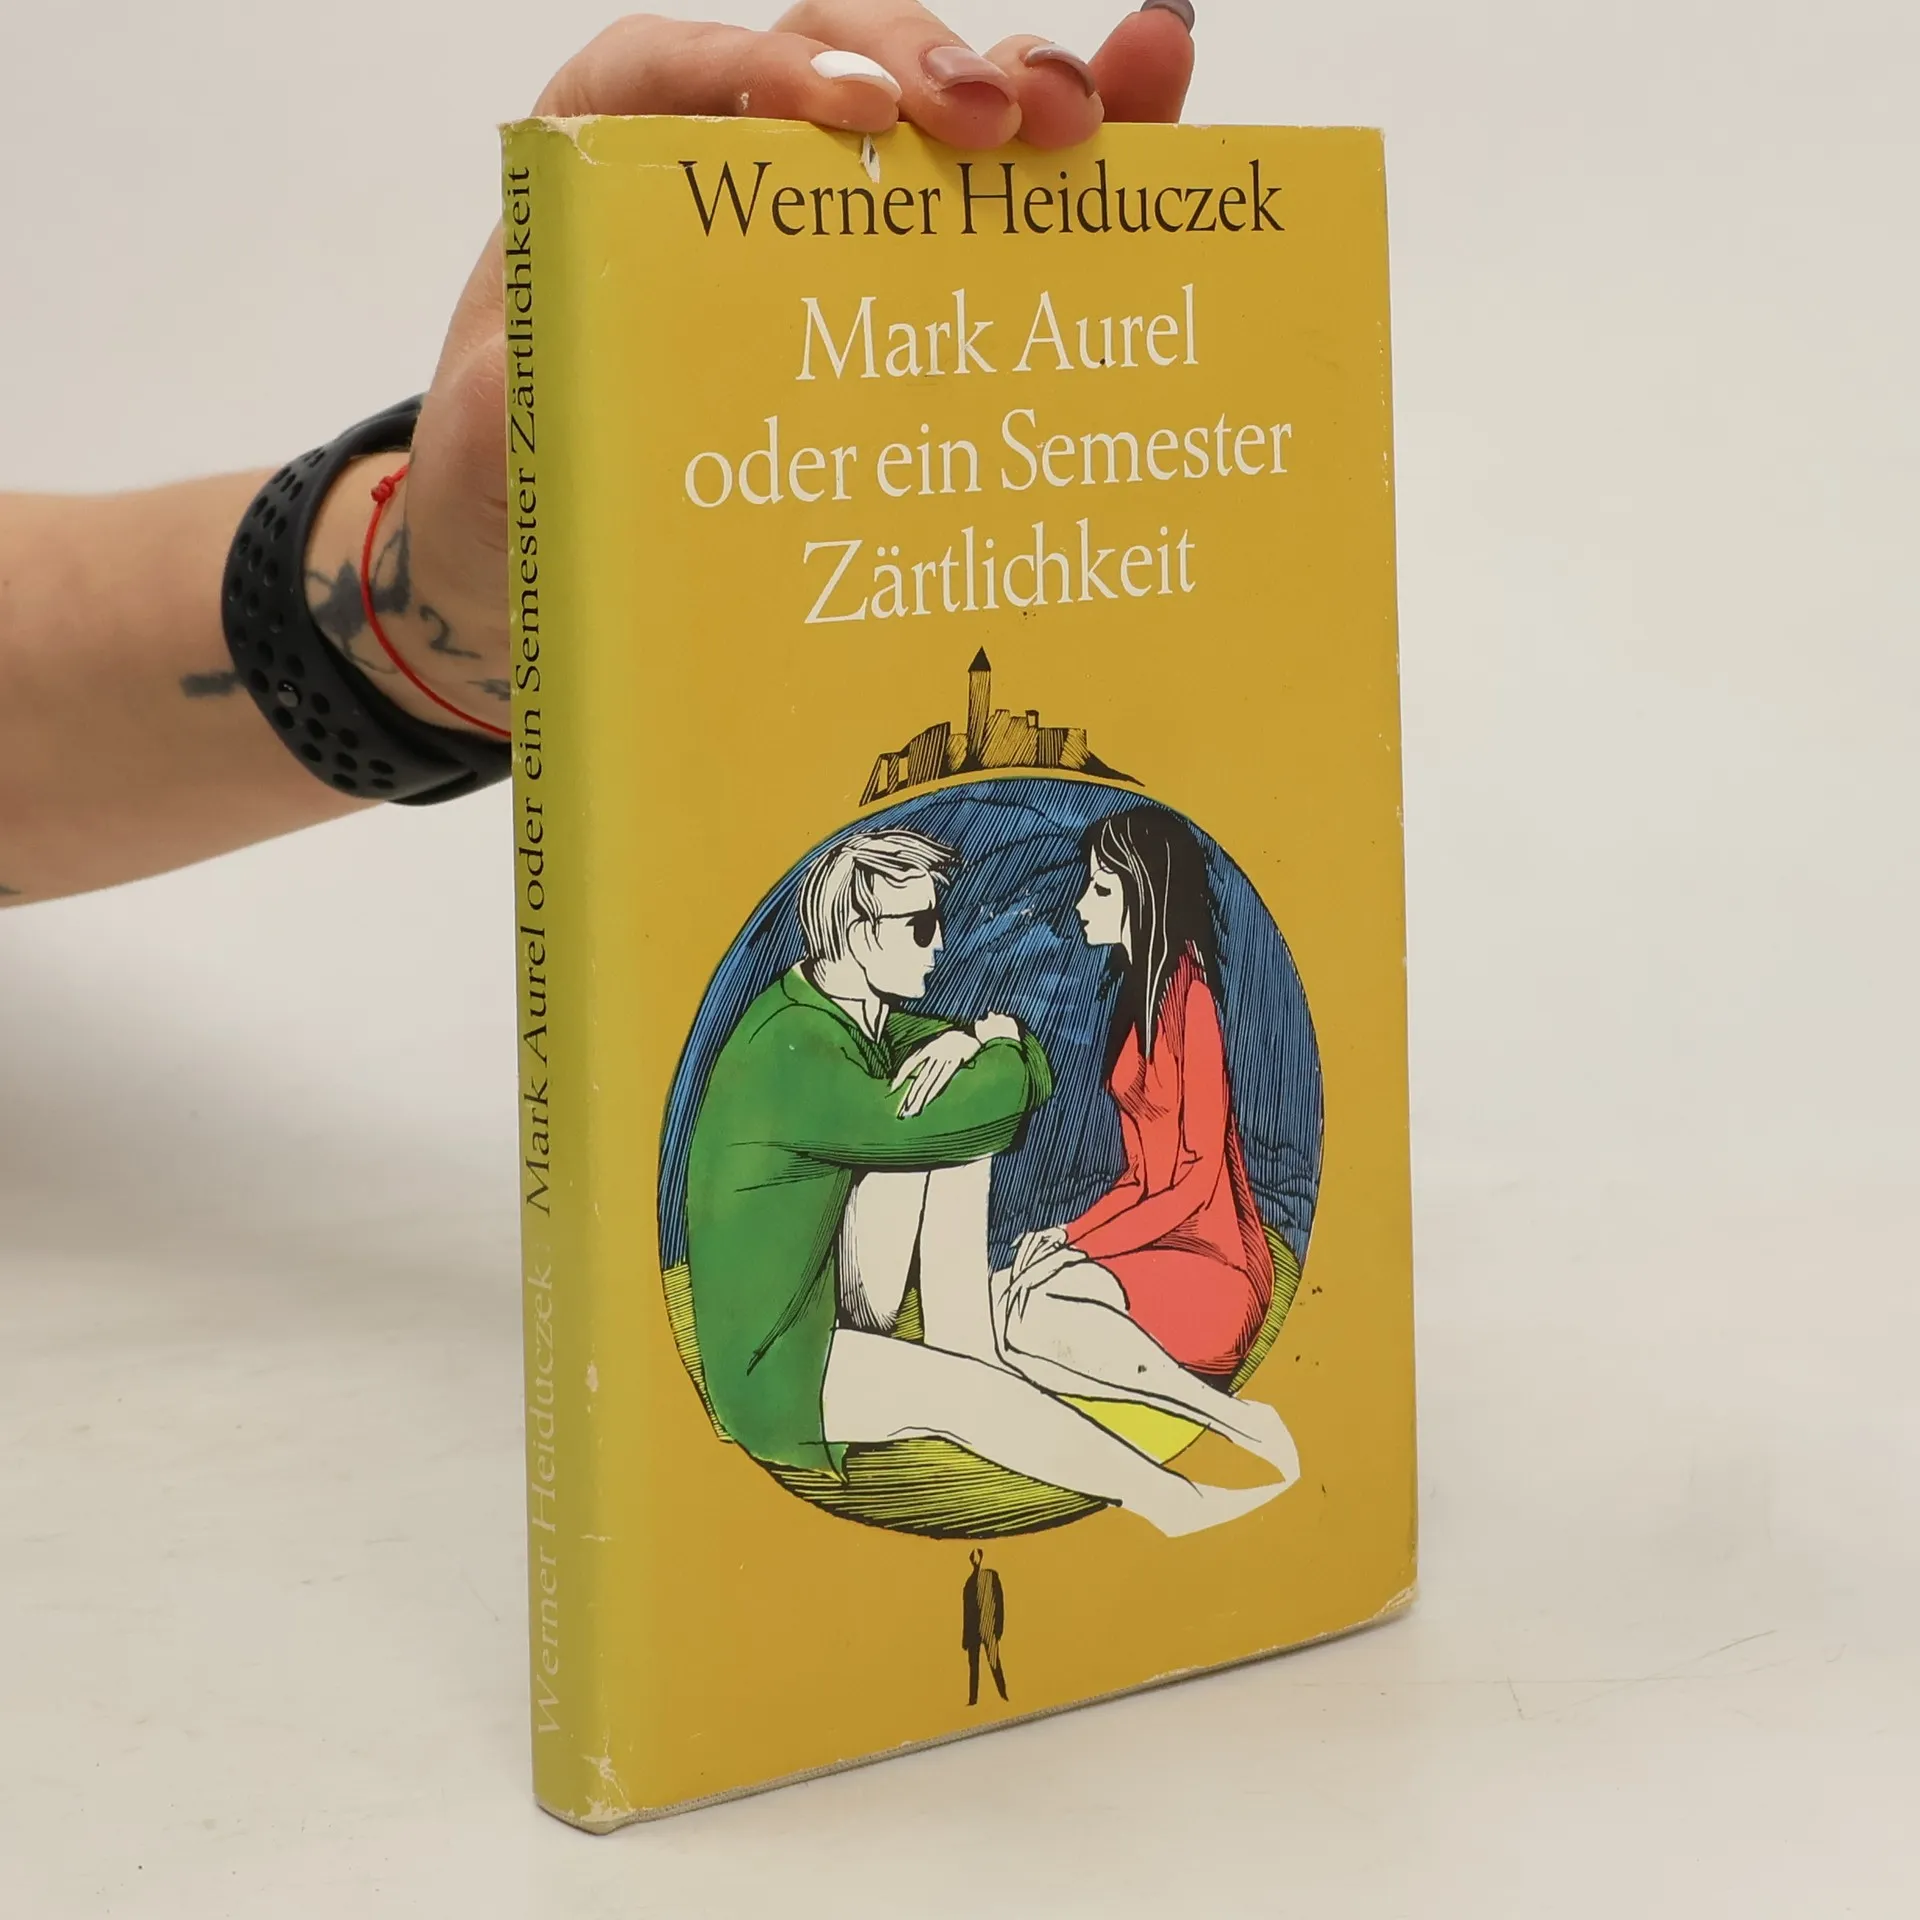 Werner Heiduczek
Mark Aurel
oder ein Semester
Zärtlichkeit
Werner Heiduczek Mark Aurel oder ein Semester Zärtlichkeit